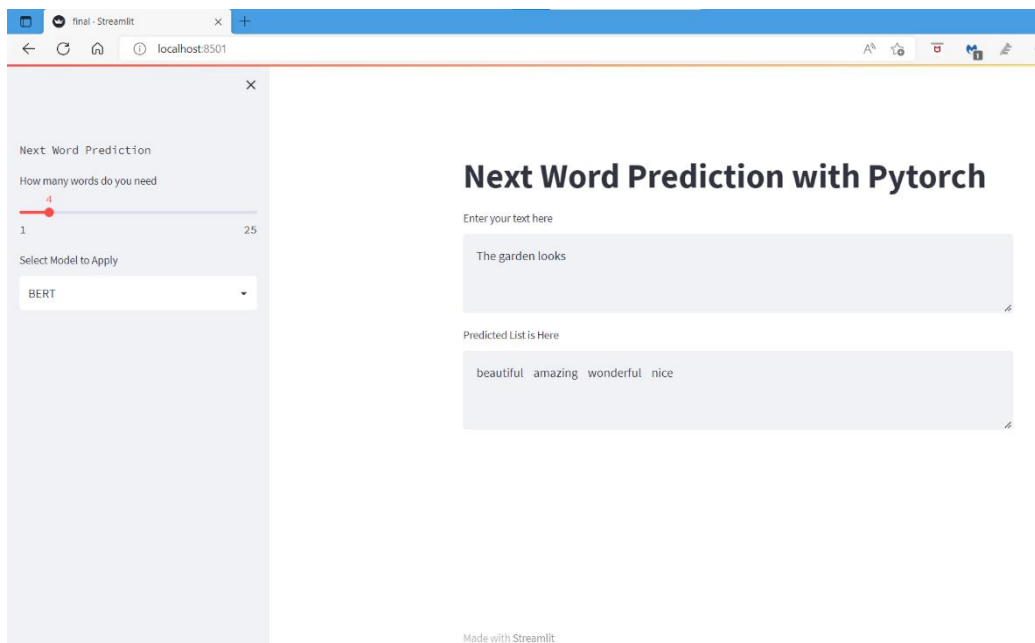 final - Streamlit
localhost:8501
Next Word Prediction
How many words do you need
4
1 25
Select Model to Apply
BERT
Next Word Prediction with Pytorch
Enter your text here
The garden looks
Predicted List is Here
beautiful amazing wonderful nice
Made with Streamlit